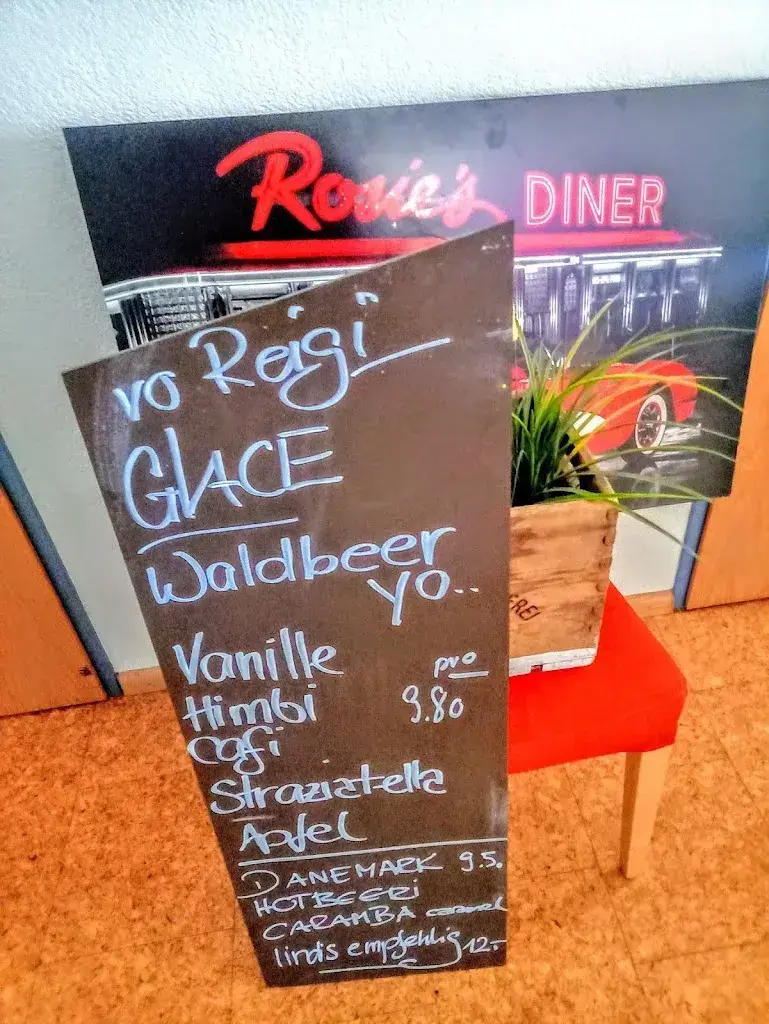 Rosie's DINER
vo Reigi
GLACE
Waldbeer
yo..
Vanille
pro
Himbi 9.80
Cafi
Straziatella
Apfel
DANEMARK 9.5.
HOTBEERI
CARAMBA caramel
lindis empfehlig 12.-
EREI